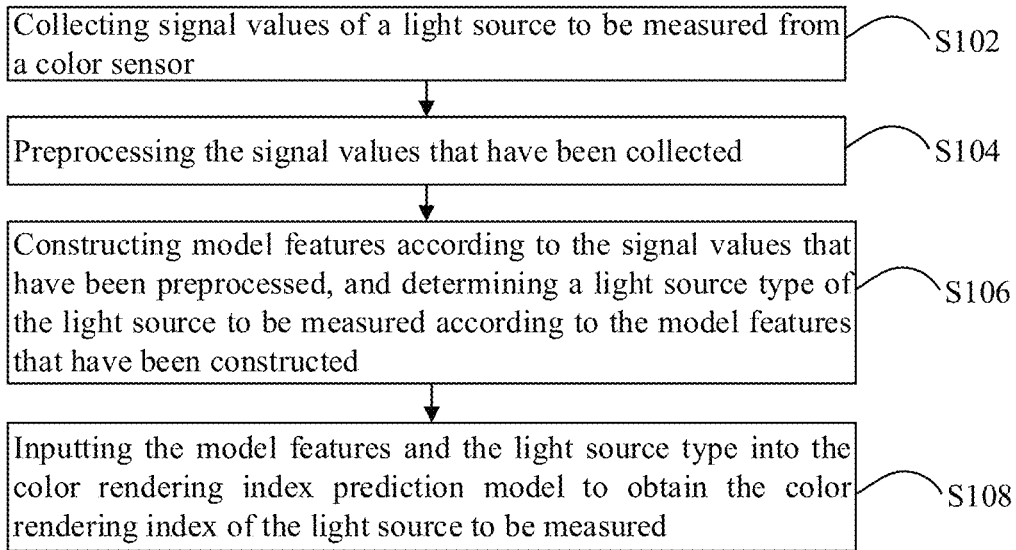 Collecting signal values of a light source to be measured from
a color sensor
S102
Preprocessing the signal values that have been collected
S104
Constructing model features according to the signal values that
have been preprocessed, and determining a light source type of
the light source to be measured according to the model features
that have been constructed
S106
Inputting the model features and the light source type into the
color rendering index prediction model to obtain the color
rendering index of the light source to be measured
S108